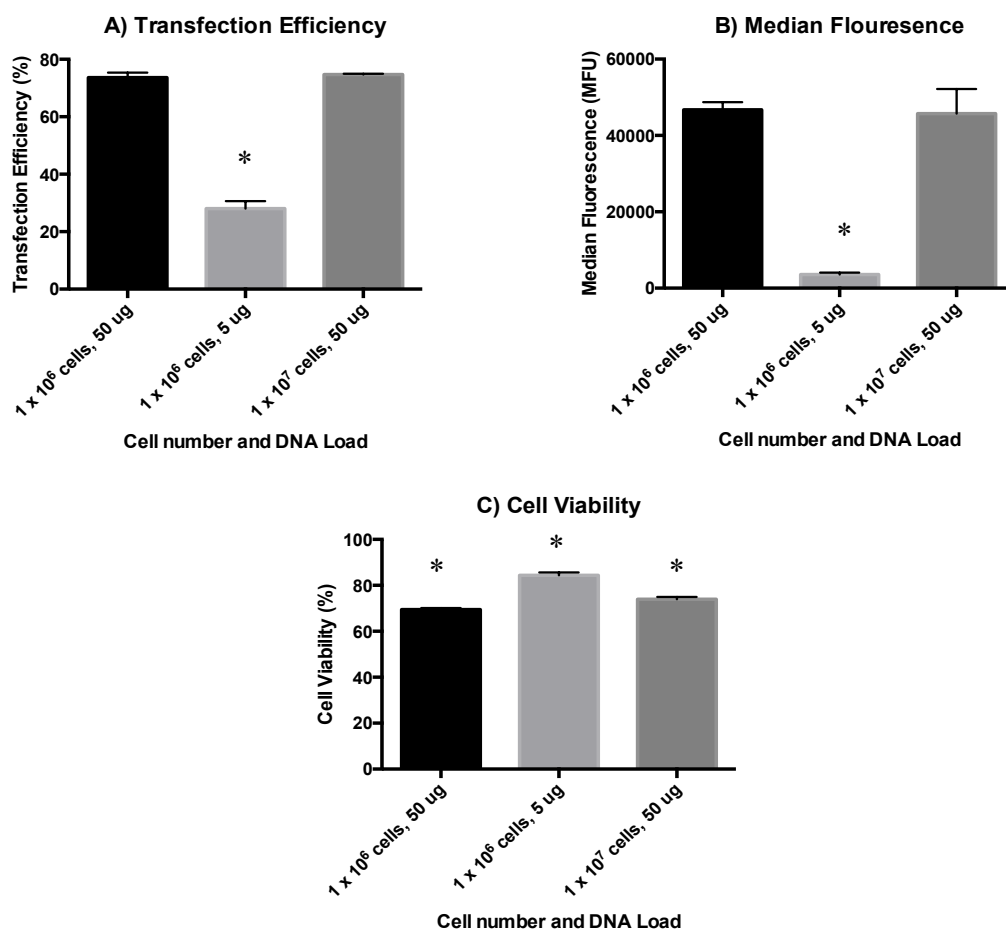 A) Transfection Efficiency
Transfection Efficiency (%)
80
60
40
20
0
*
1 x 10⁶ cells, 50 ug
1 x 10⁶ cells, 5 ug
1 x 10⁷ cells, 50 ug
Cell number and DNA Load
B) Median Flouresence
Median Fluorescence (MFU)
60000
40000
20000
0
*
1 x 10⁶ cells, 50 ug
1 x 10⁶ cells, 5 ug
1 x 10⁷ cells, 50 ug
Cell number and DNA Load
C) Cell Viability
Cell Viability (%)
100
80
60
40
20
0
*
*
*
1 x 10⁶ cells, 50 ug
1 x 10⁶ cells, 5 ug
1 x 10⁷ cells, 50 ug
Cell number and DNA Load